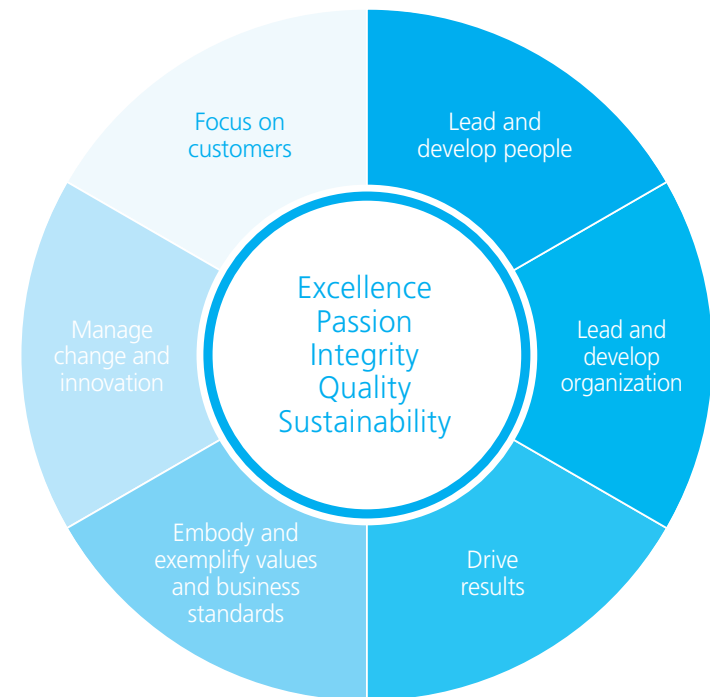 Focus on
customers
Lead and
develop people
Lead and
develop
organization
Drive
results
Embody and
exemplify values
and business
standards
Manage
change and
innovation
Excellence
Passion
Integrity
Quality
Sustainability